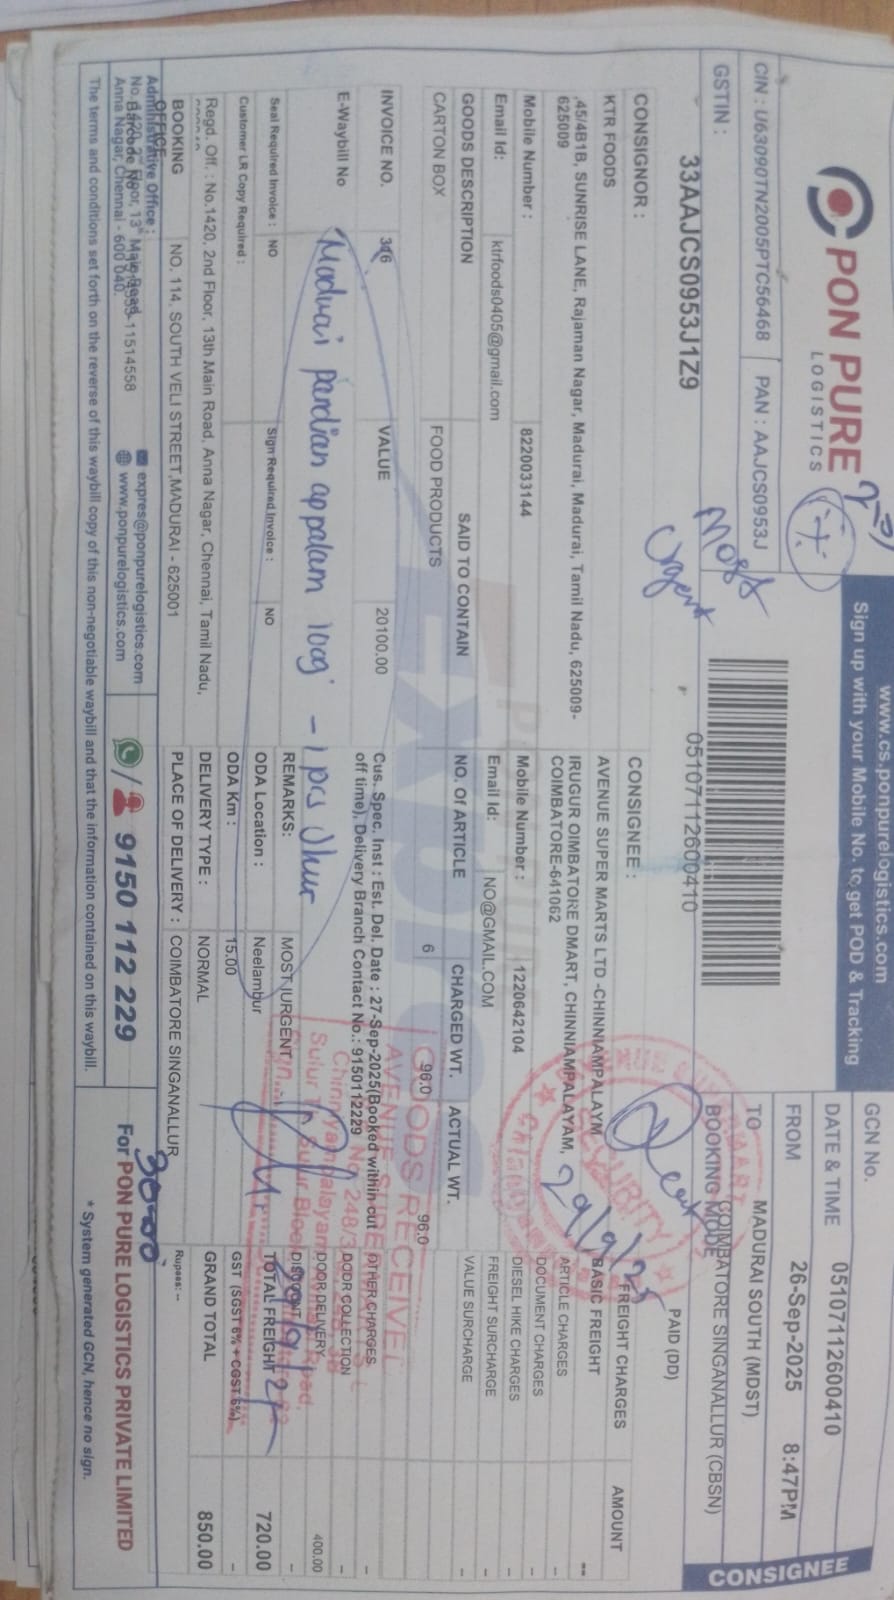 PON PURE
LOGISTICS
www.cs.ponpurelogistics.com
Sign up with your Mobile No. to get POD & Tracking
CIN : U63090TN2005PTC56468 PAN : AAJCS0953J
GSTIN : 33AAJCS0953J1Z9
Most
Urgent
05107112600410
GCN No. 05107112600410
DATE & TIME 26-Sep-2025 8:47PM
FROM MADURAI SOUTH (MDST)
TO COIMBATORE SINGANALLUR (CBSN)
BOOKING MODE PAID (DD)
CONSIGNEE
CONSIGNOR :
KTR FOODS
,45/4B1B, SUNRISE LANE, Rajaman Nagar, Madurai, Madurai, Tamil Nadu, 625009-
625009
Mobile Number : 8220033144
Email Id: ktrfoods0405@gmail.com
CONSIGNEE :
AVENUE SUPER MARTS LTD -CHINNIAMPALAYM
IRUGUR OIMBATORE DMART, CHINNIAMPALAYAM,
COIMBATORE-641062
Mobile Number : 1220642104
Email Id: NO@GMAIL.COM
29/9/25
GOODS DESCRIPTION SAID TO CONTAIN NO. Of ARTICLE CHARGED WT. ACTUAL WT.
CARTON BOX FOOD PRODUCTS 6 96.0 96.0
INVOICE NO. 316 VALUE 20100.00
E-Waybill No
Madurai pandian appalam 100g - 1 pcs Shur
Cus. Spec. Inst : Est. Del. Date : 27-Sep-2025(Booked within cut
off time), Delivery Branch Contact No.: 9150112229
REMARKS: MOST URGENT
Seal Required Invoice : NO Sign Required Invoice : NO
ODA Location : Neelambur
Customer LR Copy Required :
ODA Km : 15.00
Regd. Off. : No.1420, 2nd Floor, 13th Main Road, Anna Nagar, Chennai, Tamil Nadu,
DELIVERY TYPE : NORMAL
BOOKING OFFICE NO. 114, SOUTH VELI STREET,MADURAI - 625001
PLACE OF DELIVERY : COIMBATORE SINGANALLUR
FREIGHT CHARGES AMOUNT
BASIC FREIGHT --
ARTICLE CHARGES -
DOCUMENT CHARGES -
DIESEL HIKE CHARGES -
FREIGHT SURCHARGE -
VALUE SURCHARGE -
OTHER CHARGES -
DOOR COLLECTION -
DOOR DELIVERY 400.00
DISCOUNT -
TOTAL FREIGHT 720.00
GST (SGST 6% + CGST 6%) -
GRAND TOTAL 850.00
Rupees: --
GOODS RECEIVED
Administrative Office :
Anna Nagar, Chennai - 600 040.
expres@ponpurelogistics.com
www.ponpurelogistics.com
9150 112 229
For PON PURE LOGISTICS PRIVATE LIMITED
The terms and conditions set forth on the reverse of this waybill copy of this non-negotiable waybill and that the information contained on this waybill.
* System generated GCN, hence no sign.